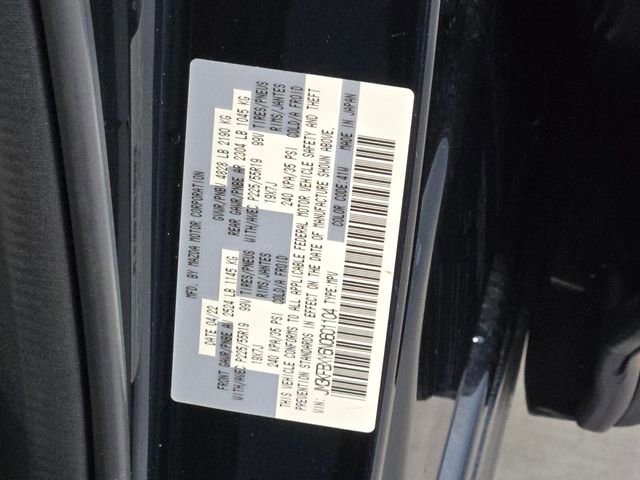 MFD. BY MAZDA MOTOR CORPORATION
DATE 04/22 GVWR/PNBV 4828 LB 2190 KG
FRONT GAWR/PNBE AV 2524 LB 1145 KG REAR GAWR/PNBE AR 2004 LB 1045 KG
WITH/AVEC P225/55R19 99V TIRES/PNEUS WITH/AVEC P225/55R19 99V TIRES/PNEUS
19X7J RIMS/JANTES 19X7J RIMS/JANTES
240 KPA/35 PSI COLD/A FROID 240 KPA/35 PSI COLD/A FROID
THIS VEHICLE CONFORMS TO ALL APPLICABLE FEDERAL MOTOR VEHICLE SAFETY AND THEFT
PREVENTION STANDARDS IN EFFECT ON THE DATE OF MANUFACTURE SHOWN ABOVE.
VIN: TYPE:MPV COLOR CODE:41W MADE IN JAPAN